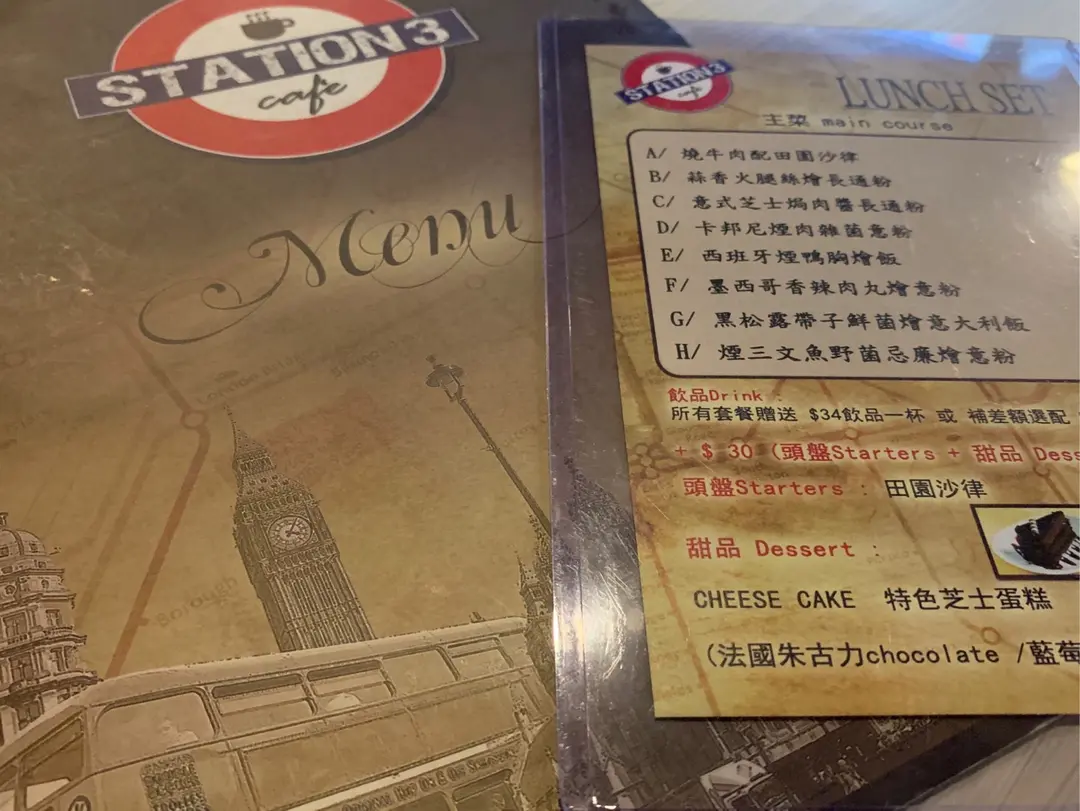 STATION3
cafe
Menu
STATION3
cafe
LUNCH SET
主菜 main course
A/ 燒牛肉配田園沙律
B/ 蒜香火腿絲燴長通粉
C/ 意式芝士焗肉醬長通粉
D/ 卡邦尼煙肉雜菌意粉
E/ 西班牙煙鴨胸燴飯
F/ 墨西哥香辣肉丸燴意粉
G/ 黑松露帶子鮮菌燴意大利飯
H/ 煙三文魚野菌忌廉燴意粉
飲品Drink :
所有套餐贈送 $34飲品一杯 或 補差額選配
+ $ 30 (頭盤Starters + 甜品 Dess
頭盤Starters : 田園沙律
甜品 Dessert :
CHEESE CAKE 特色芝士蛋糕
(法國朱古力chocolate /藍莓
Borough